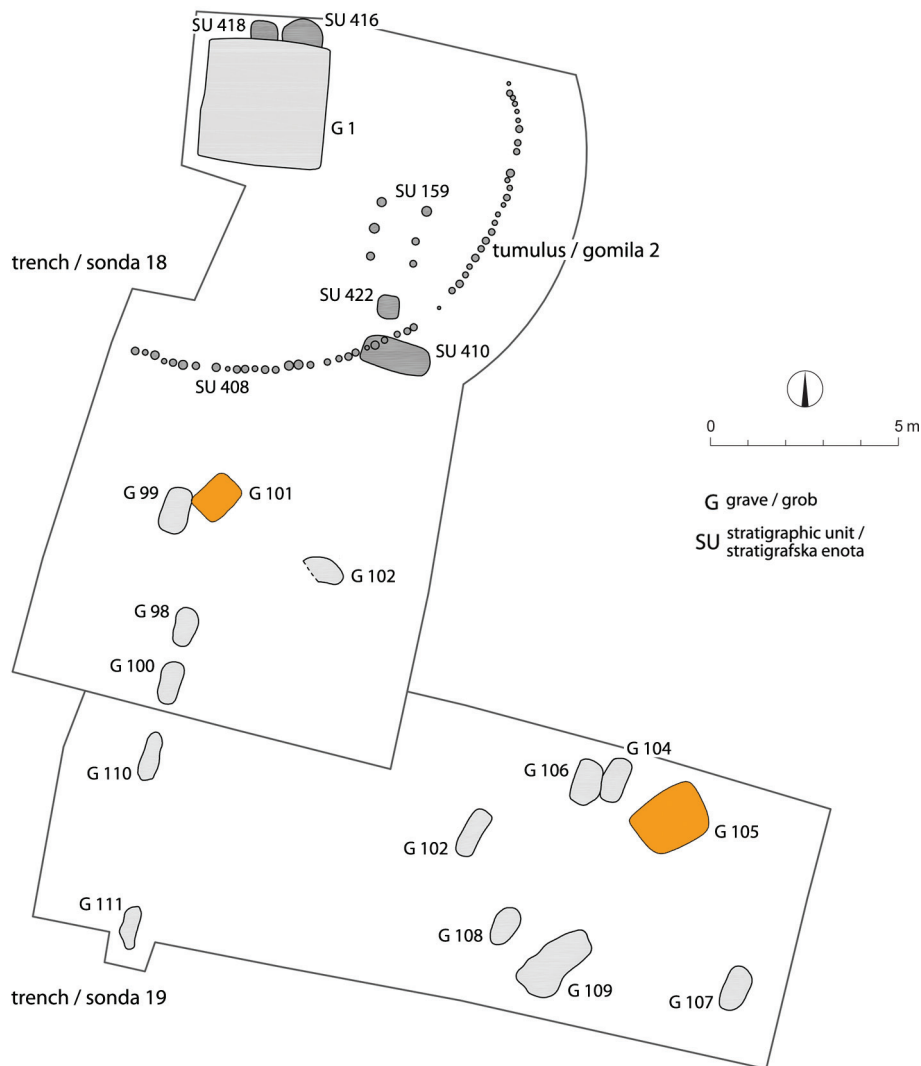 SU 418
SU 416
G 1
SU 159
trench / sonda 18
tumulus / gomila 2
SU 422
SU 410
SU 408
0
5 m
G 99
G 101
G grave / grob
SU stratigraphic unit /
stratigrafska enota
G 102
G 98
G 100
G 104
G 106
G 110
G 105
G 102
G 111
G 108
G 109
G 107
trench / sonda 19